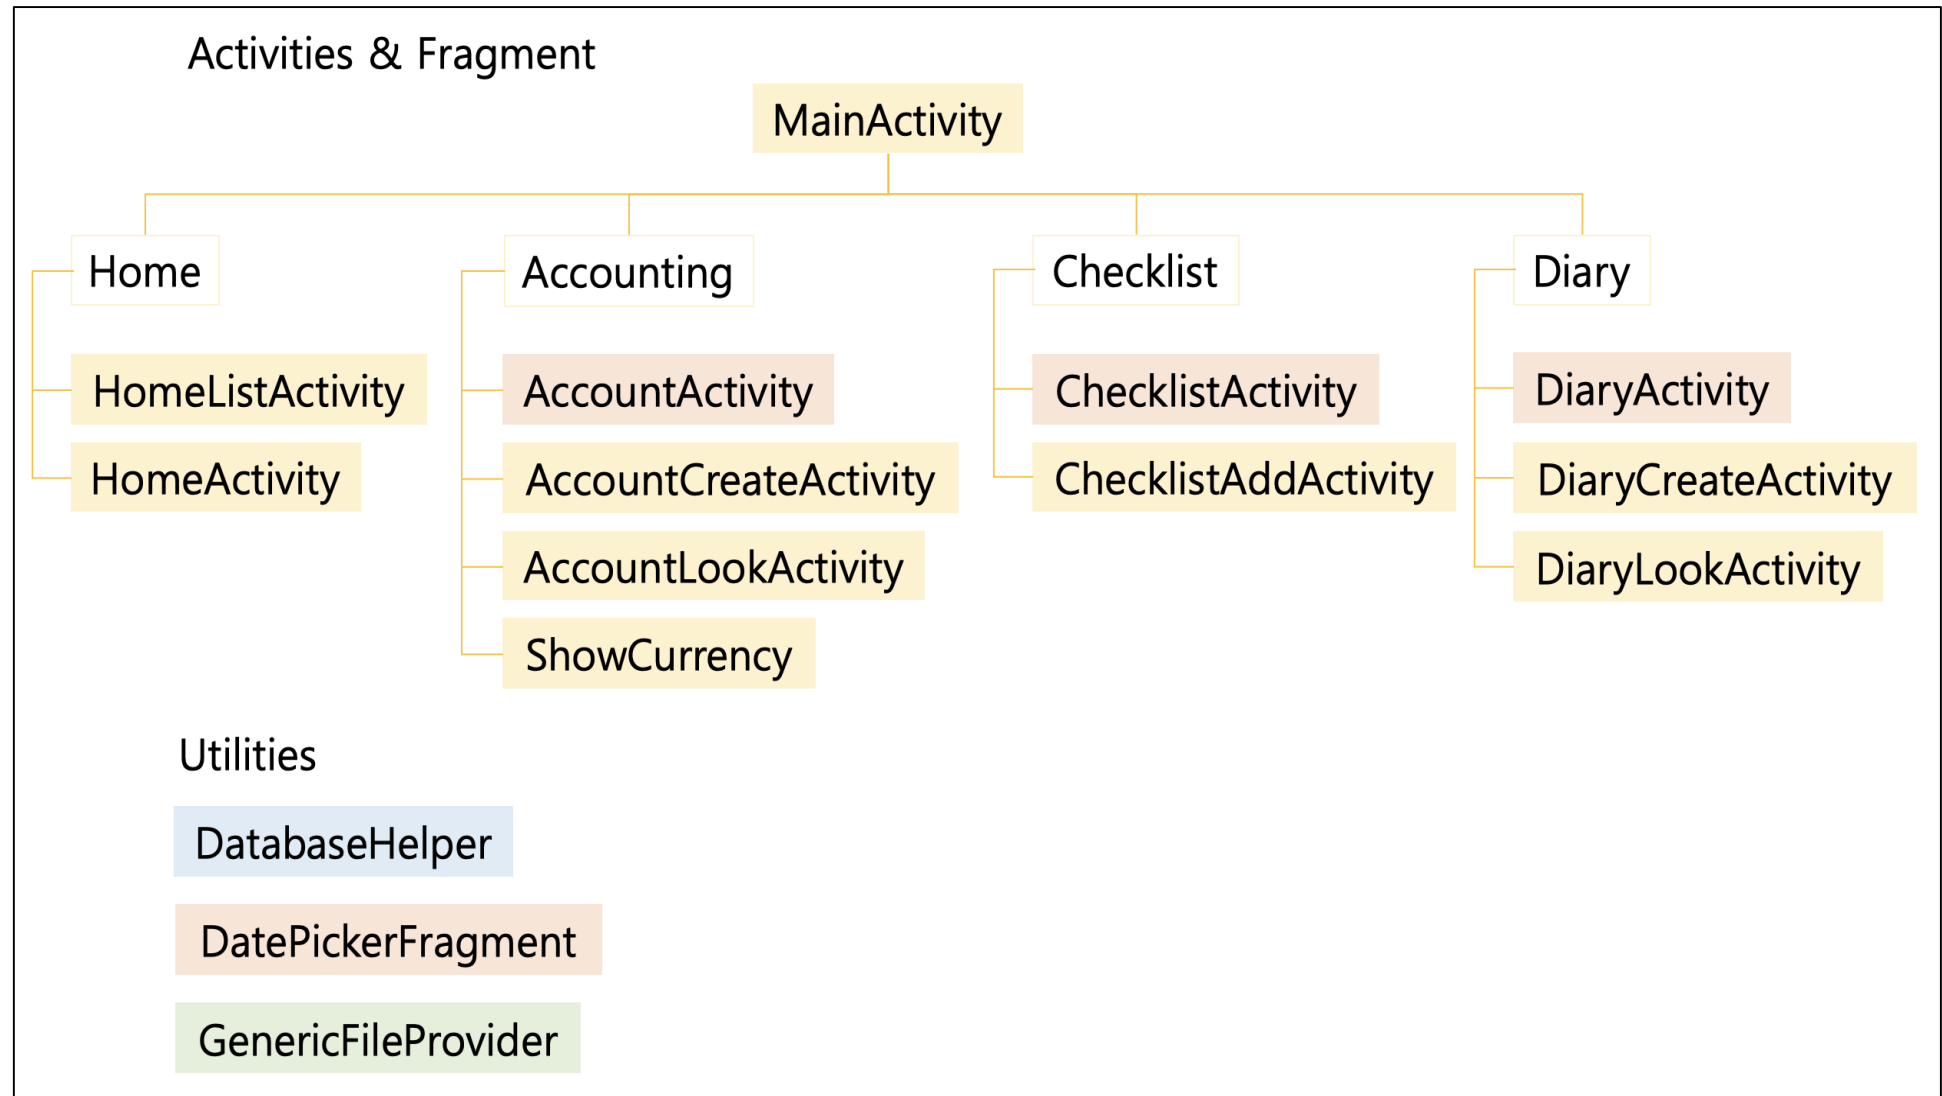 Activities & Fragment
MainActivity
Home
Accounting
Checklist
Diary
HomeListActivity
AccountActivity
ChecklistActivity
DiaryActivity
HomeActivity
AccountCreateActivity
ChecklistAddActivity
DiaryCreateActivity
AccountLookActivity
DiaryLookActivity
ShowCurrency
Utilities
DatabaseHelper
DatePickerFragment
GenericFileProvider